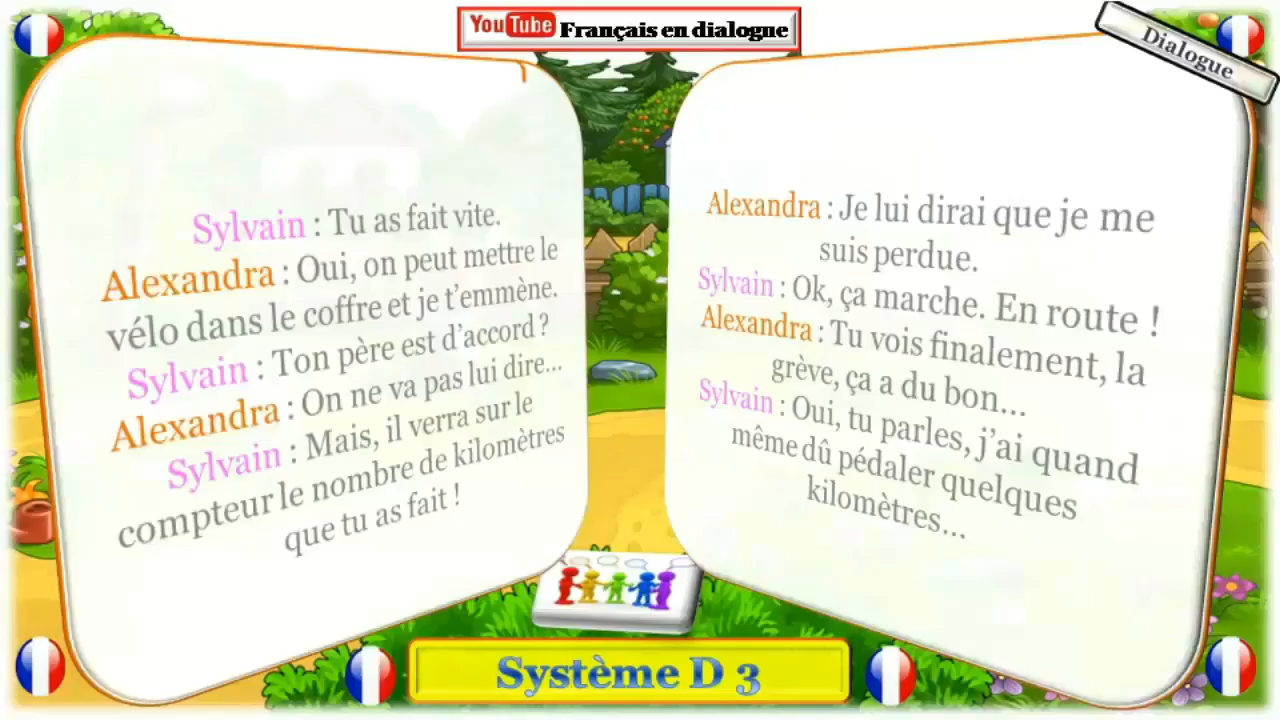 YouTube Français en dialogue
Dialogue
Sylvain : Tu as fait vite.
Alexandra : Oui, on peut mettre le
vélo dans le coffre et je t’emmène.
Sylvain : Ton père est d’accord ?
Alexandra : On ne va pas lui dire...
Sylvain : Mais, il verra sur le
compteur le nombre de kilomètres
que tu as fait !
Alexandra : Je lui dirai que je me
suis perdue.
Sylvain : Ok, ça marche. En route !
Alexandra : Tu vois finalement, la
grève, ça a du bon...
Sylvain : Oui, tu parles, j’ai quand
même dû pédaler quelques
kilomètres...
Système D 3